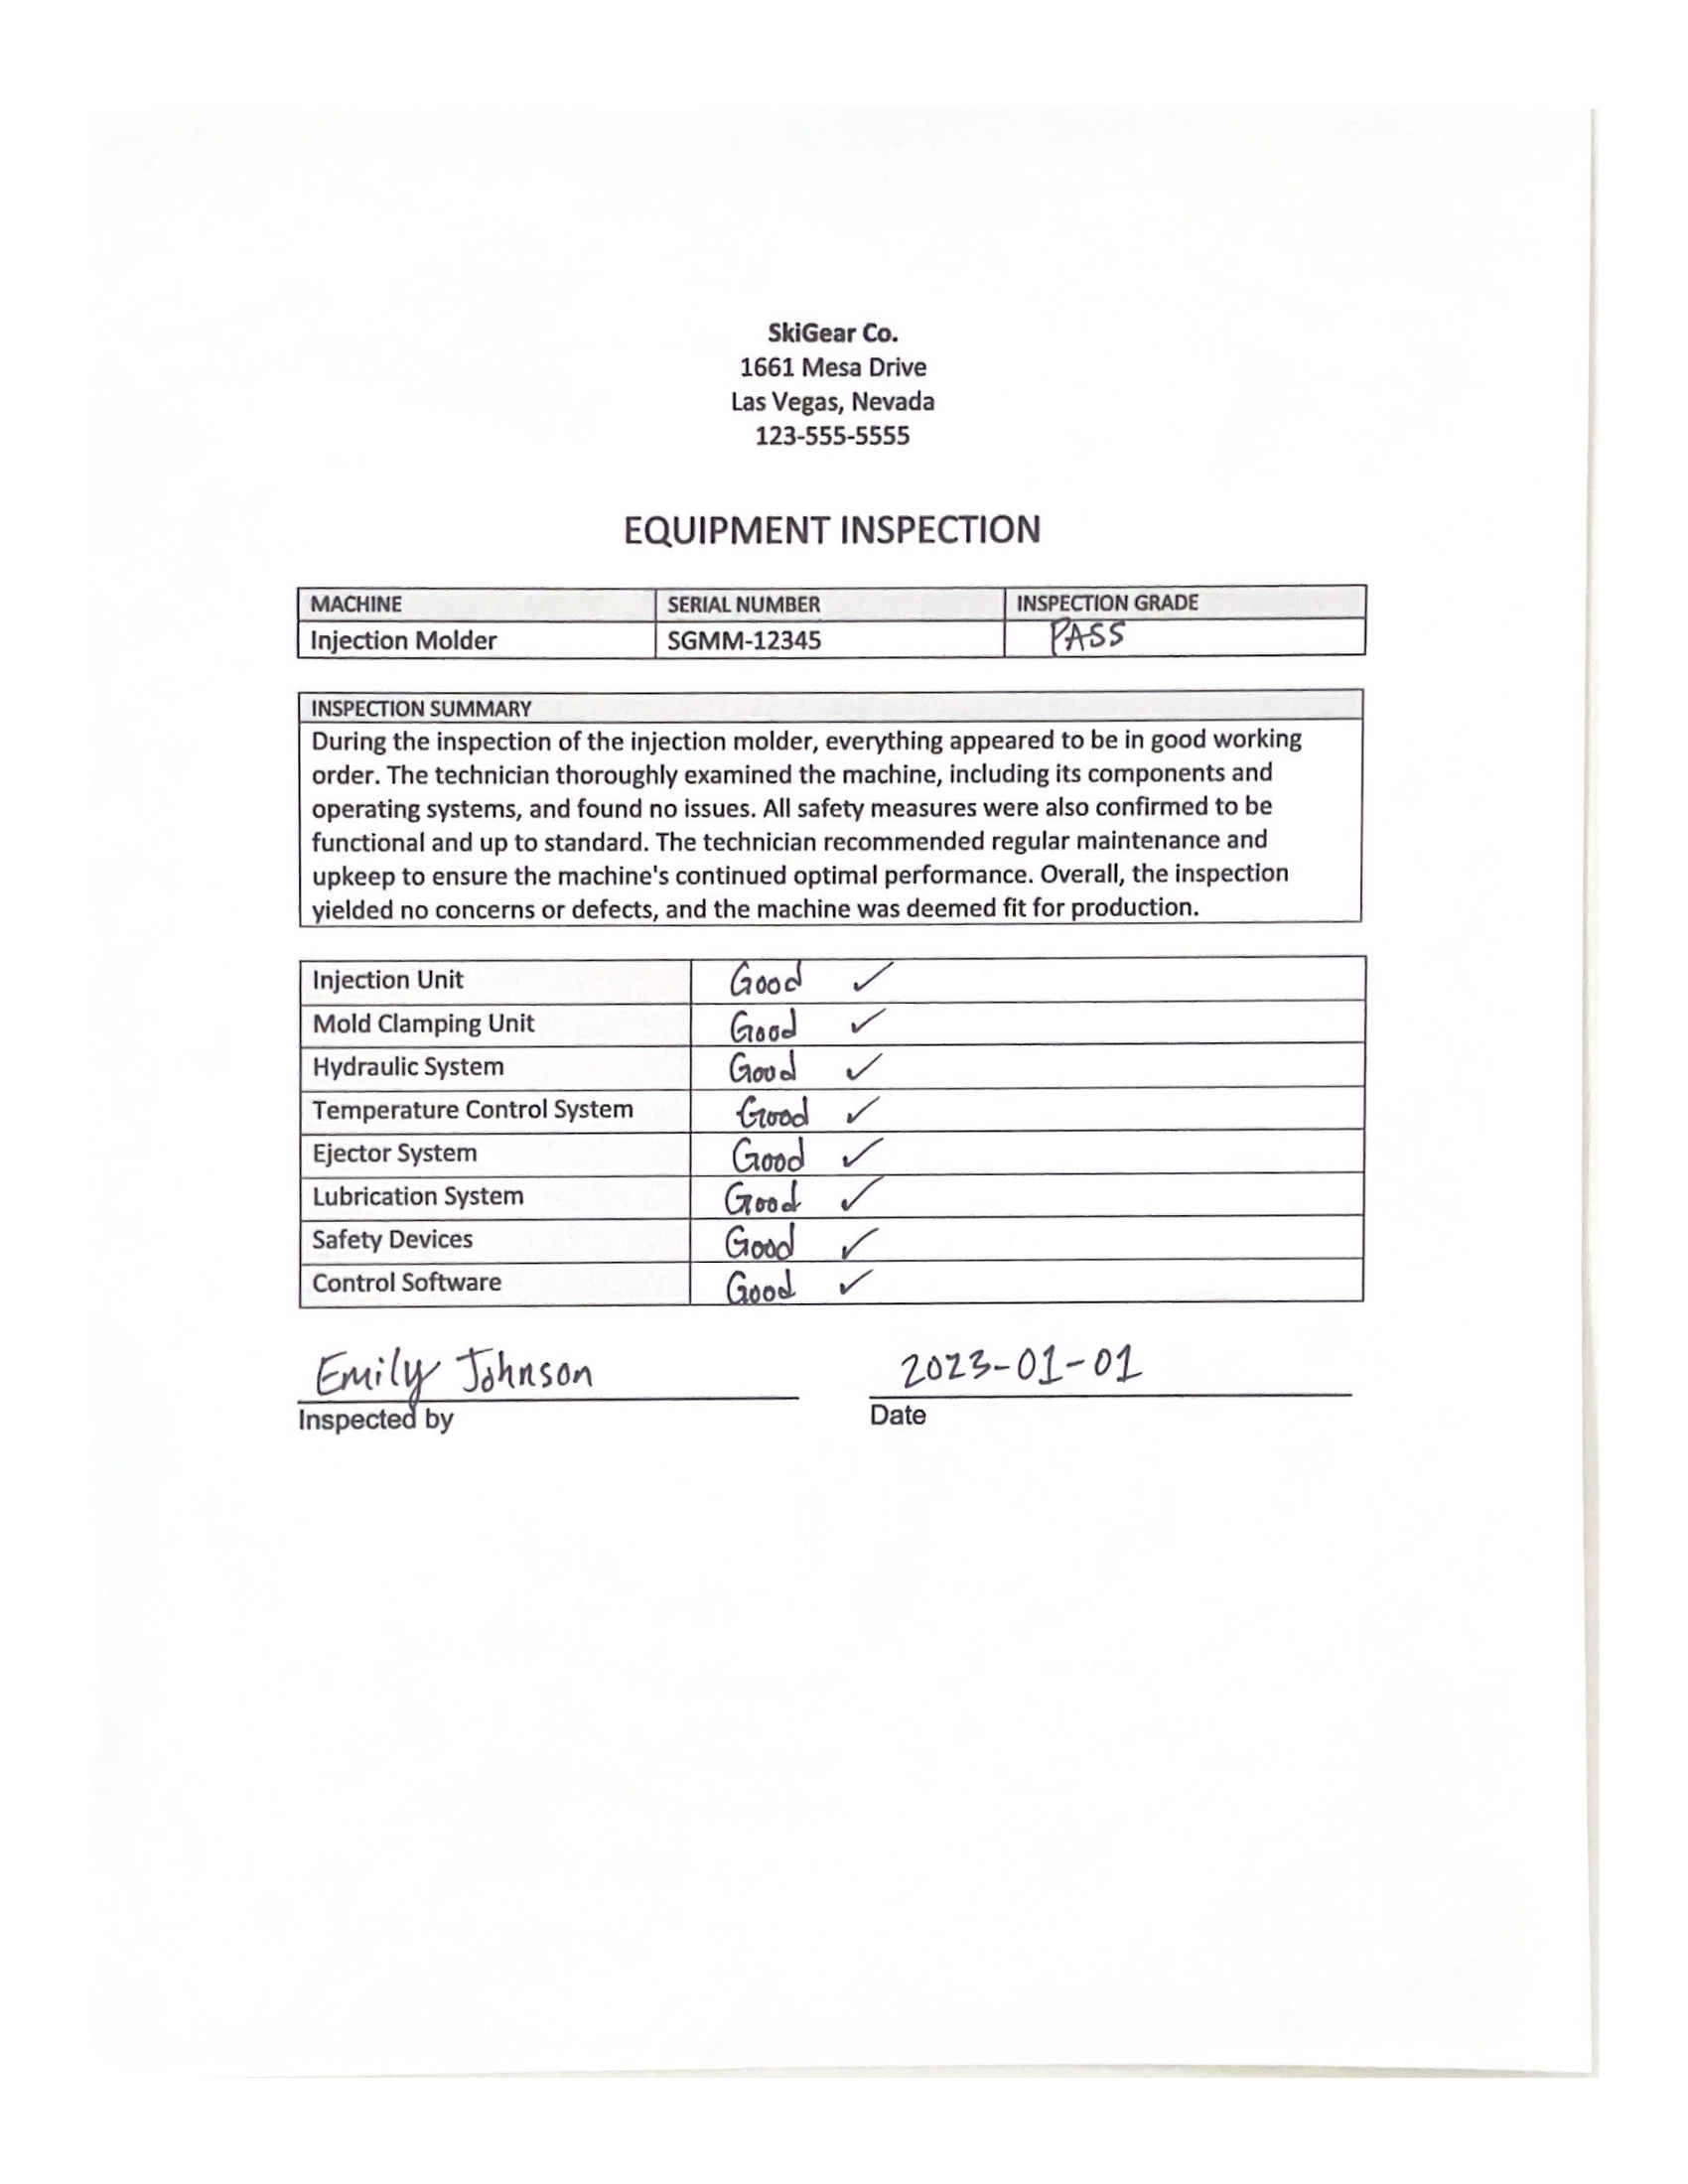 SkiGear Co.
1661 Mesa Drive
Las Vegas, Nevada
123-555-5555
EQUIPMENT INSPECTION
MACHINE SERIAL NUMBER INSPECTION GRADE
Injection Molder SGMM-12345 PASS
INSPECTION SUMMARY
During the inspection of the injection molder, everything appeared to be in good working
order. The technician thoroughly examined the machine, including its components and
operating systems, and found no issues. All safety measures were also confirmed to be
functional and up to standard. The technician recommended regular maintenance and
upkeep to ensure the machine's continued optimal performance. Overall, the inspection
yielded no concerns or defects, and the machine was deemed fit for production.
Injection Unit Good ✓
Mold Clamping Unit Good ✓
Hydraulic System Good ✓
Temperature Control System Good ✓
Ejector System Good ✓
Lubrication System Good ✓
Safety Devices Good ✓
Control Software Good ✓
Emily Johnson 2023-01-01
Inspected by Date